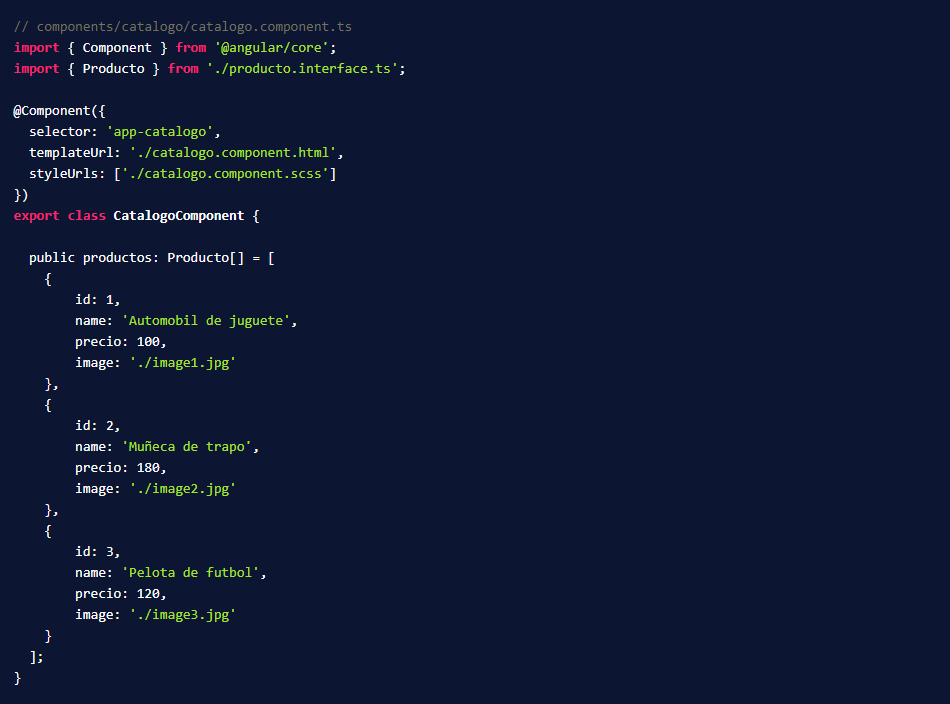 // components/catalogo/catalogo.component.ts
import { Component } from '@angular/core';
import { Producto } from './producto.interface.ts';

@Component({
  selector: 'app-catalogo',
  templateUrl: './catalogo.component.html',
  styleUrls: ['./catalogo.component.scss']
})
export class CatalogoComponent {

  public productos: Producto[] = [
    {
        id: 1,
        name: 'Automobil de juguete',
        precio: 100,
        image: './image1.jpg'
    },
    {
        id: 2,
        name: 'Muñeca de trapo',
        precio: 180,
        image: './image2.jpg'
    },
    {
        id: 3,
        name: 'Pelota de futbol',
        precio: 120,
        image: './image3.jpg'
    }
  ];
}